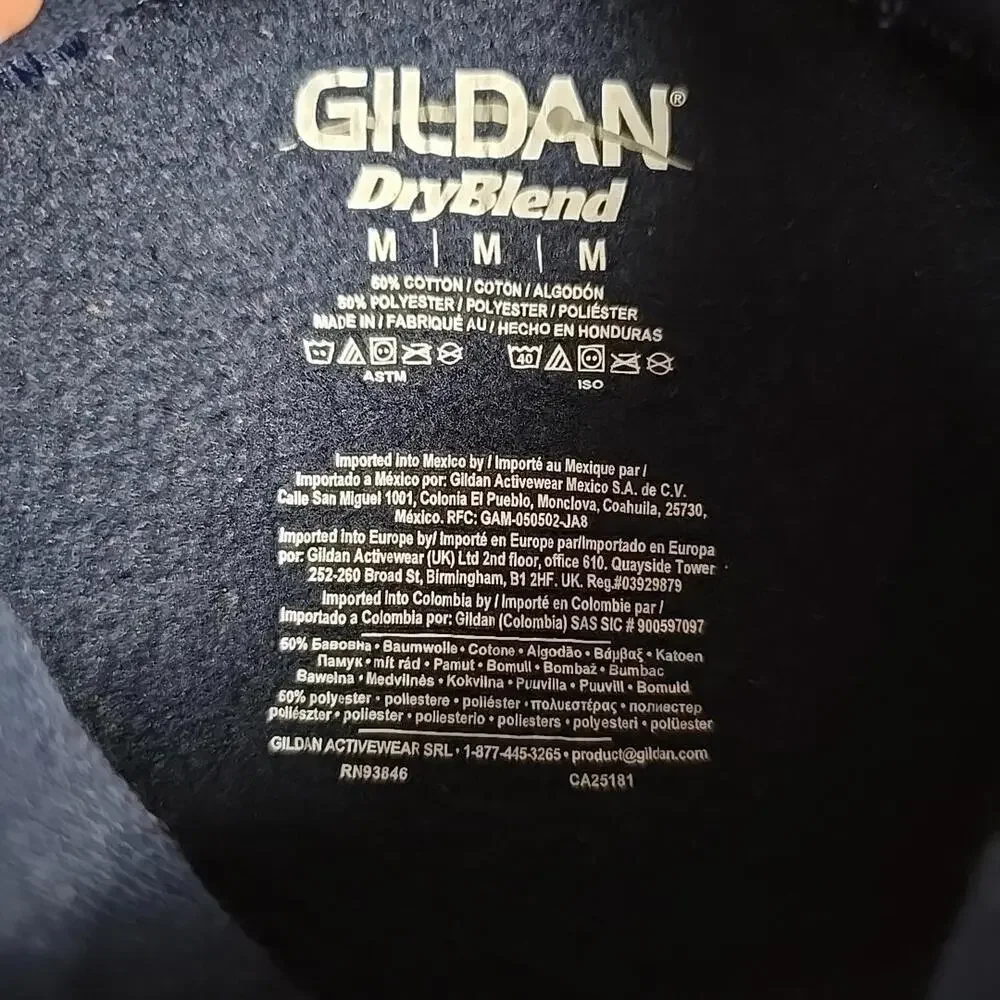 GILDAN®
DryBlend
M | M | M
50% COTTON / COTON / ALGODÓN
50% POLYESTER / POLYESTER / POLIÉSTER
MADE IN / FABRIQUÉ AU / HECHO EN HONDURAS
40
ASTM
ISO
Imported into Mexico by / Importé au Mexique par /
Importado a México por: Gildan Activewear Mexico S.A. de C.V.
Calle San Miguel 1001, Colonia El Pueblo, Monclova, Coahuila, 25730,
México. RFC: GAM-050502-JA8
Imported into Europe by/ Importé en Europe par/Importado en Europa
por: Gildan Activewear (UK) Ltd 2nd floor, office 610. Quayside Tower
252-260 Broad St, Birmingham, B1 2HF. UK. Reg.#03929879
Imported into Colombia by / Importé en Colombie par /
Importado a Colombia por: Gildan (Colombia) SAS SIC # 900597097
50% Бавовна • Baumwolle • Cotone • Algodão • Βάμβαξ • Katoen
Памук • mít rád • Pamut • Bomull • Bombaž • Bumbac
Bawełna • Medvilnės • Kokvilna • Puuvilla • Puuvill • Bomuld
50% polyester • poliestere • poliáster • πολυεστέρας • полиестер
poliészter • poliester • poliesterio • poliesters • polyesteri • polüester
GILDAN ACTIVEWEAR SRL • 1-877-445-3265 • product@gildan.com
RN93846 CA25181